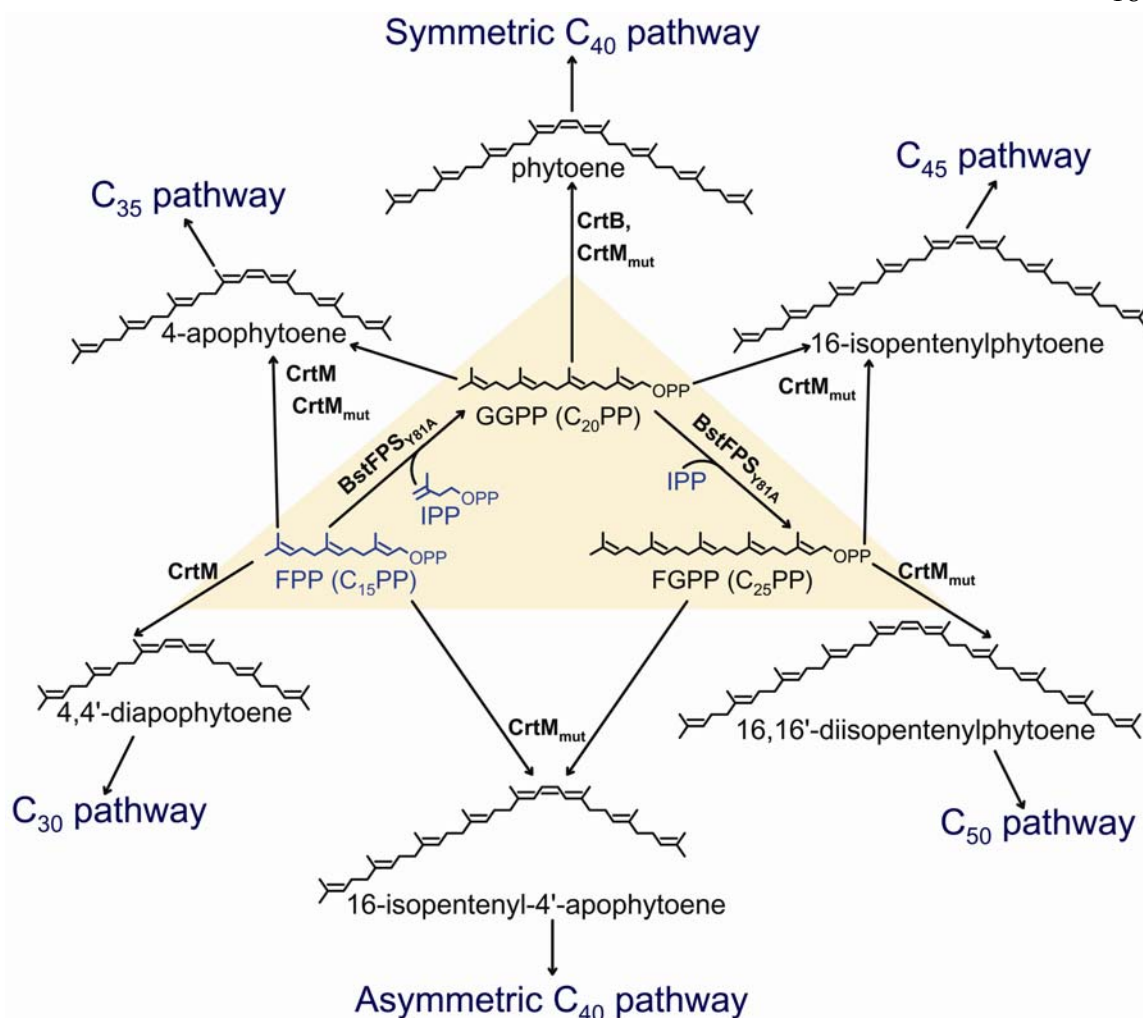 Symmetric C40 pathway
phytoene
CrtB,
CrtMmut
C45 pathway
16-isopentenylphytoene
CrtMmut
C35 pathway
4-apophytoene
CrtM
CrtMmut
OPP
GGPP (C20PP)
BstFPSY81A
OPP
IPP
BstFPSY81A
IPP
OPP
FPP (C15PP)
OPP
FGPP (C25PP)
CrtM
CrtMmut
4,4'-diapophytoene
C30 pathway
16,16'-diisopentenylphytoene
C50 pathway
CrtMmut
16-isopentenyl-4'-apophytoene
Asymmetric C40 pathway